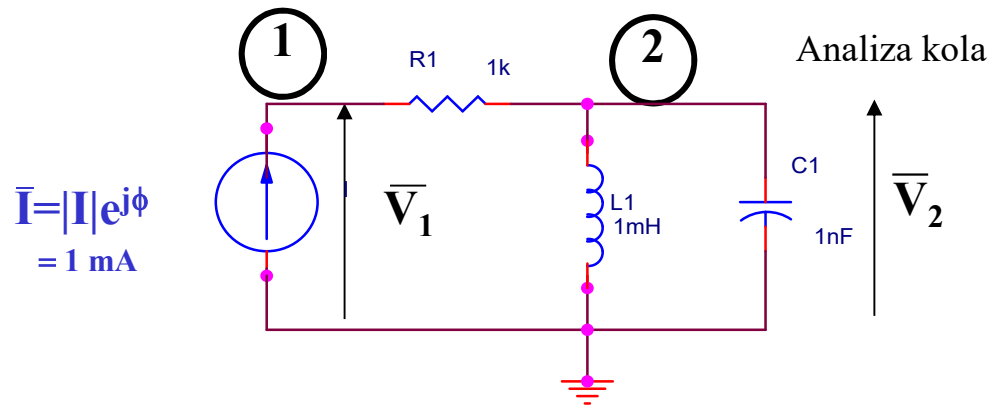 1
R1
1k
2
Analiza kola
Ī=|I|e^jϕ
= 1 mA
V̅₁
L1
1mH
C1
1nF
V̅₂